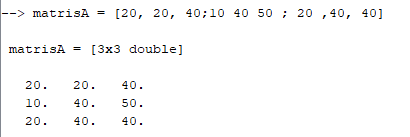 --> matrisA = [20, 20, 40;10 40 50 ; 20 ,40, 40]
matrisA = [3x3 double]
20. 20. 40.
10. 40. 50.
20. 40. 40.